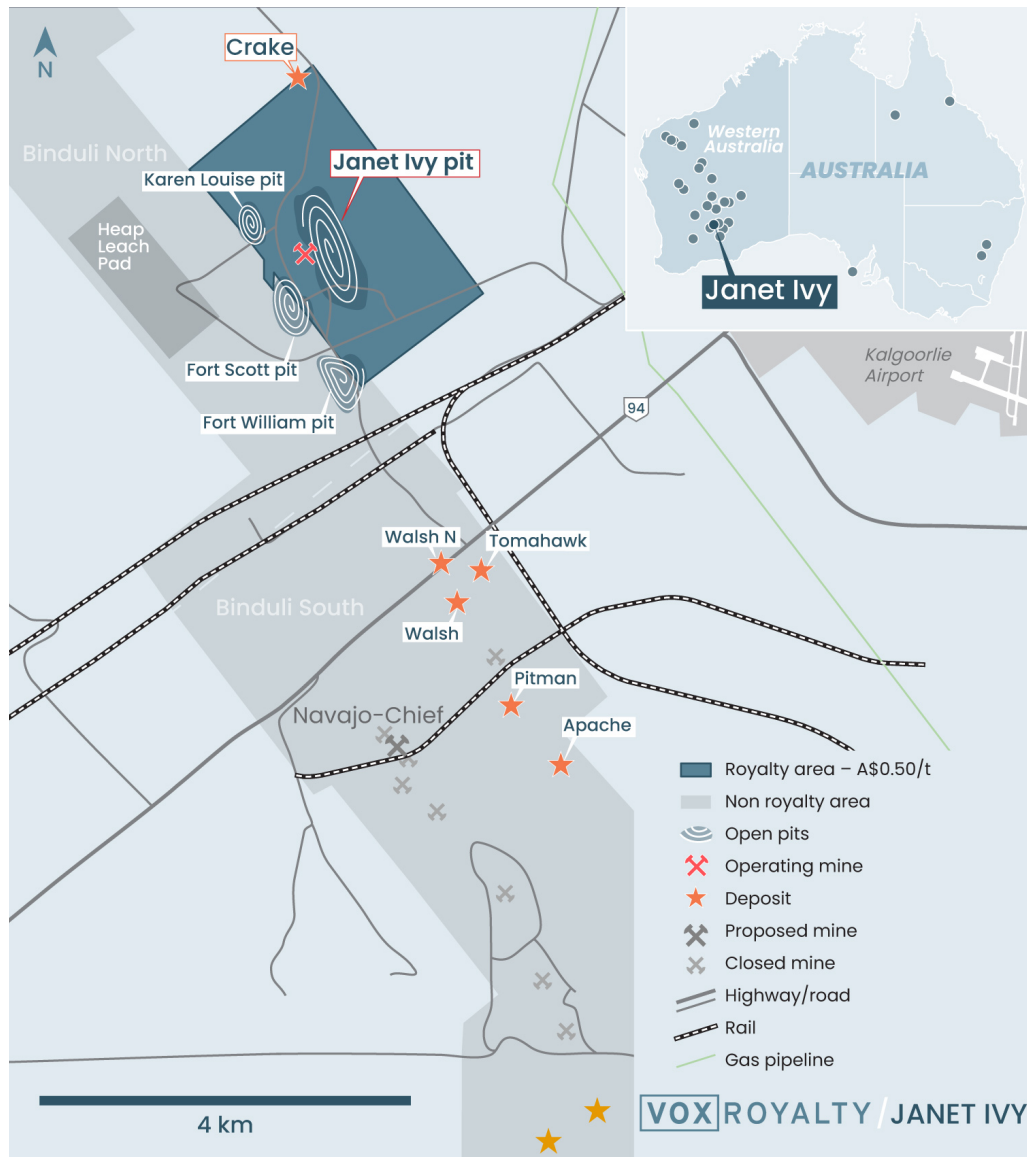 N
Crake
Binduli North
Janet Ivy pit
Karen Louise pit
Heap
Leach
Pad
Fort Scott pit
Fort William pit
Western
Australia
AUSTRALIA
Janet Ivy
Kalgoorlie
Airport
94
Walsh N
Tomahawk
Binduli South
Walsh
Pitman
Navajo-Chief
Apache
Royalty area – A$0.50/t
Non royalty area
Open pits
Operating mine
Deposit
Proposed mine
Closed mine
Highway/road
Rail
Gas pipeline
4 km
VOX ROYALTY / JANET IVY